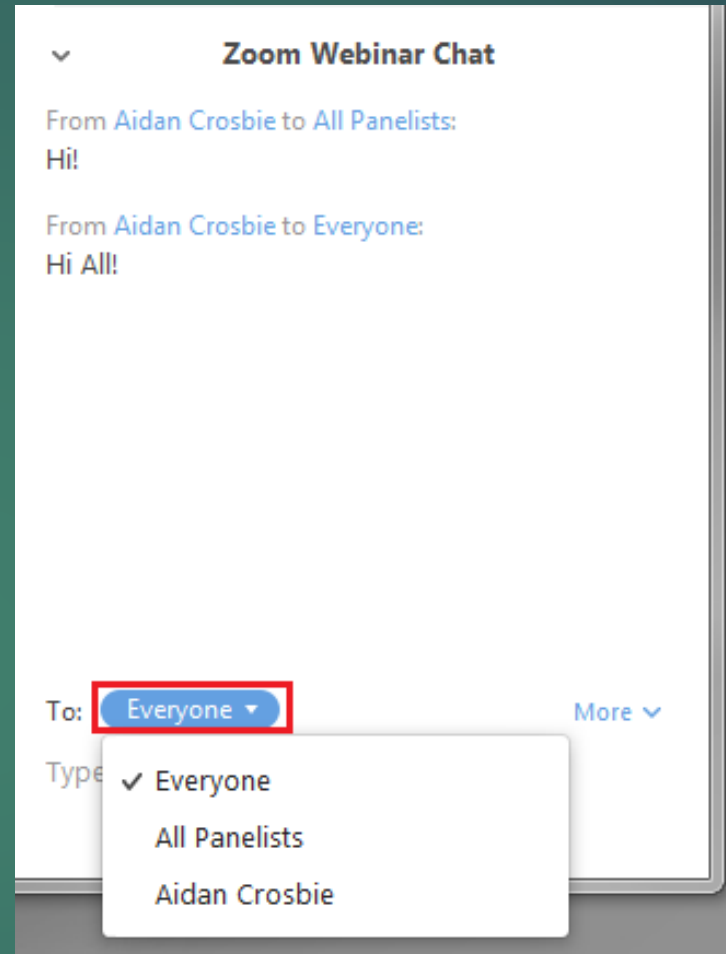 Zoom Webinar Chat
From Aidan Crosbie to All Panelists:
Hi!
From Aidan Crosbie to Everyone:
Hi All!
To: Everyone More
Type
Everyone
All Panelists
Aidan Crosbie